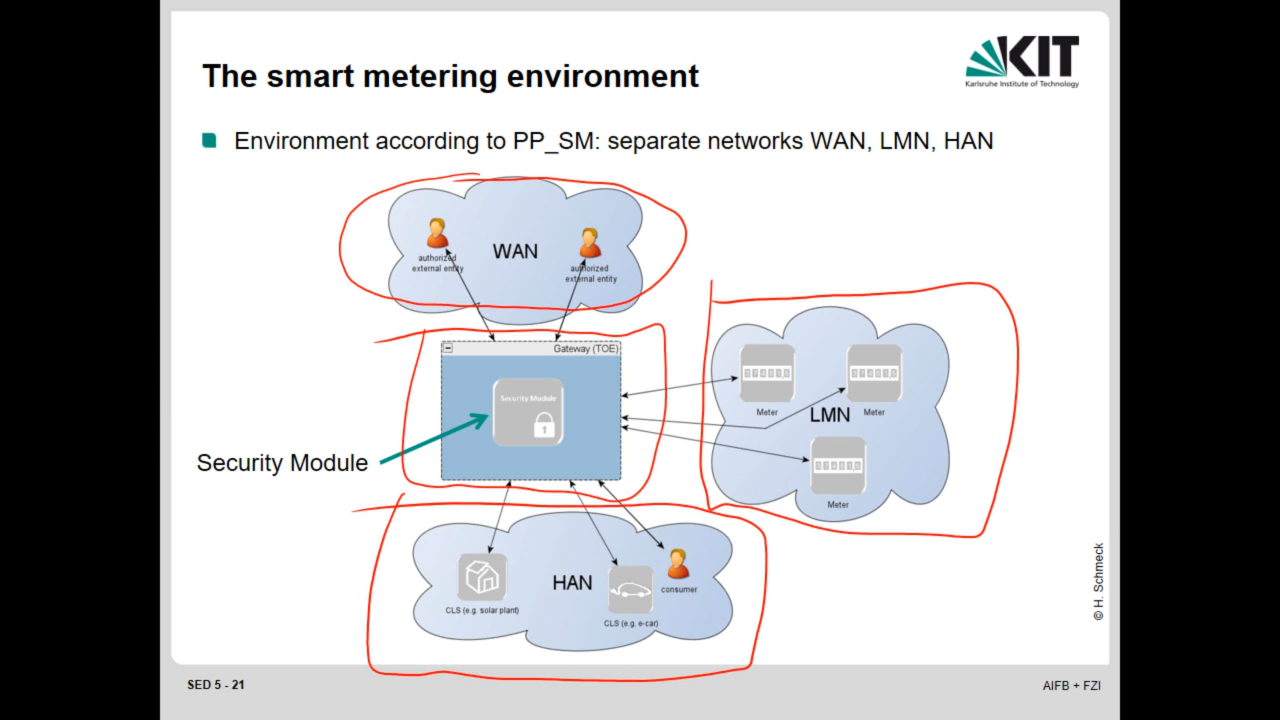 The smart metering environment
KIT
Karlsruhe Institute of Technology
Environment according to PP_SM: separate networks WAN, LMN, HAN
WAN
authorized
external entity
authorized
external entity
Gateway (TOE)
Security Module
1
Security Module
Meter
LMN
Meter
Meter
HAN
CLS (e.g. solar plant)
CLS (e.g. e-car)
consumer
© H. Schmeck
SED 5 - 21
AIFB + FZI